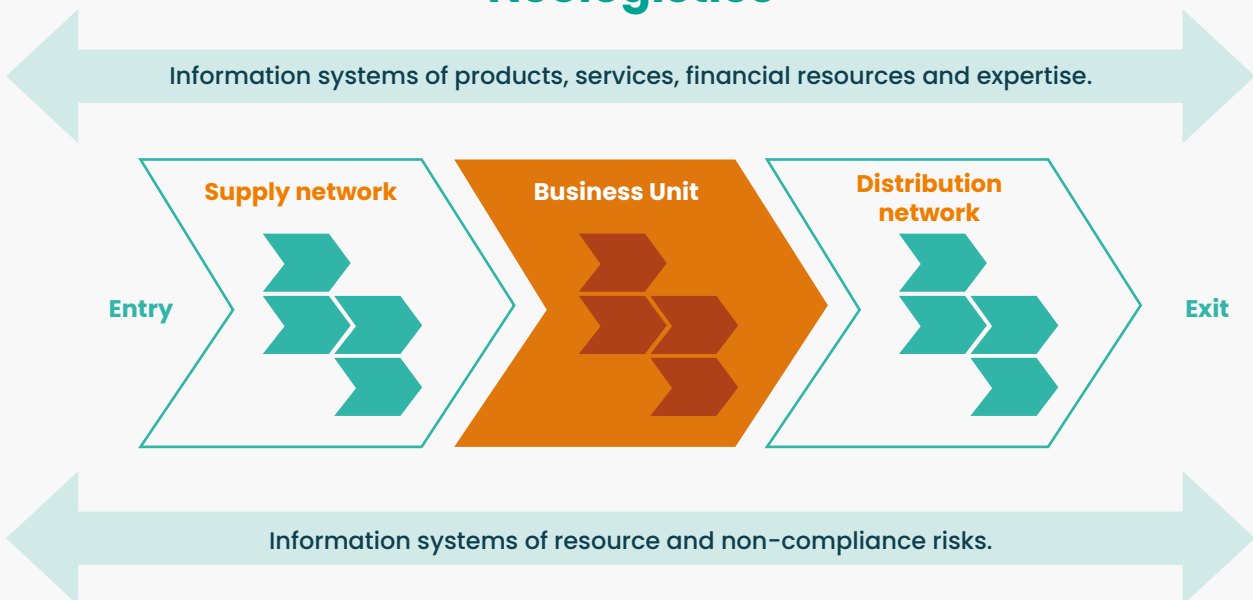 Information systems of products, services, financial resources and expertise.
Supply network
Business Unit
Distribution
network
Entry
Exit
Information systems of resource and non-compliance risks.